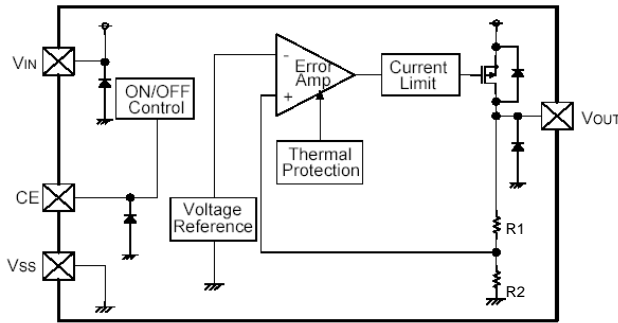 VIN
ON/OFF
Control
-
Error
Amp
+
Current
Limit
VOUT
Thermal
Protection
CE
Voltage
Reference
R1
VSS
R2